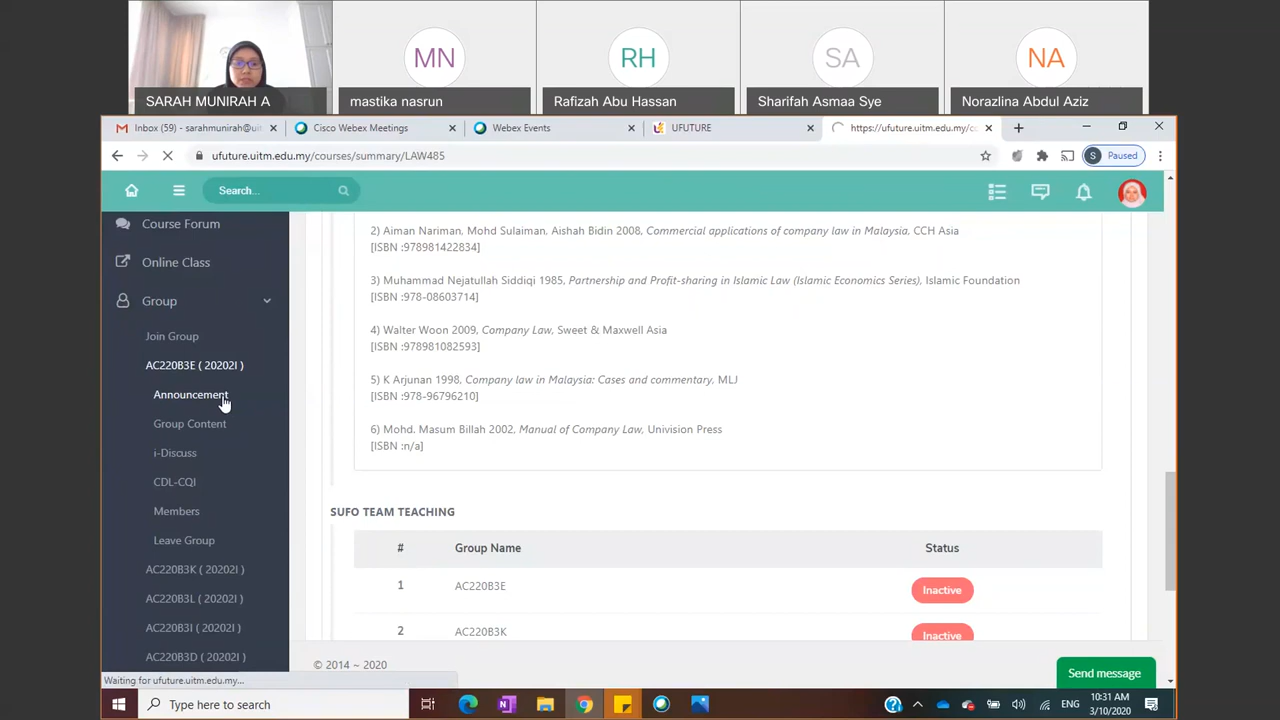 MN
RH
SA
NA
SARAH MUNIRAH A
mastika nasrun
Rafizah Abu Hassan
Sharifah Asmaa Sye
Norazlina Abdul Aziz
Inbox (59) - sarahmunirah@ui
Cisco Webex Meetings
Webex Events
UFUTURE
https://ufuture.uitm.edu.my/co
ufuture.uitm.edu.my/courses/summary/LAW485
S Paused
Search...
Course Forum
Online Class
Group
Join Group
AC220B3E ( 20202I )
Announcement
Group Content
i-Discuss
CDL-CQI
Members
Leave Group
AC220B3K ( 20202I )
AC220B3L ( 20202I )
AC220B3I ( 20202I )
AC220B3D ( 20202I )
2) Aiman Nariman, Mohd Sulaiman, Aishah Bidin 2008, Commercial applications of company law in Malaysia, CCH Asia
[ISBN :978981422834]
3) Muhammad Nejatullah Siddiqi 1985, Partnership and Profit-sharing in Islamic Law (Islamic Economics Series), Islamic Foundation
[ISBN :978-08603714]
4) Walter Woon 2009, Company Law, Sweet & Maxwell Asia
[ISBN :978981082593]
5) K Arjunan 1998, Company law in Malaysia: Cases and commentary, MLJ
[ISBN :978-96796210]
6) Mohd. Masum Billah 2002, Manual of Company Law, Univision Press
[ISBN :n/a]
SUFO TEAM TEACHING
# Group Name Status
1 AC220B3E Inactive
2 AC220B3K Inactive
© 2014 ~ 2020
Send message
Waiting for ufuture.uitm.edu.my...
Type here to search
ENG
10:31 AM
3/10/2020